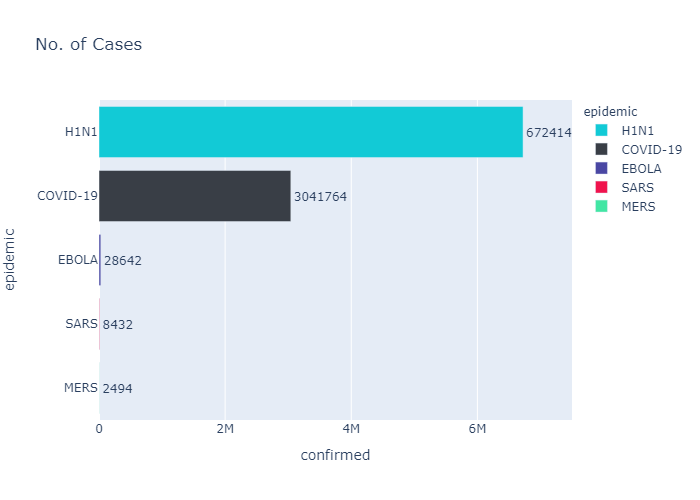 No. of Cases
epidemic
H1N1
COVID-19
EBOLA
SARS
MERS
672414
3041764
28642
8432
2494
0
2M
4M
6M
confirmed
epidemic
H1N1
COVID-19
EBOLA
SARS
MERS